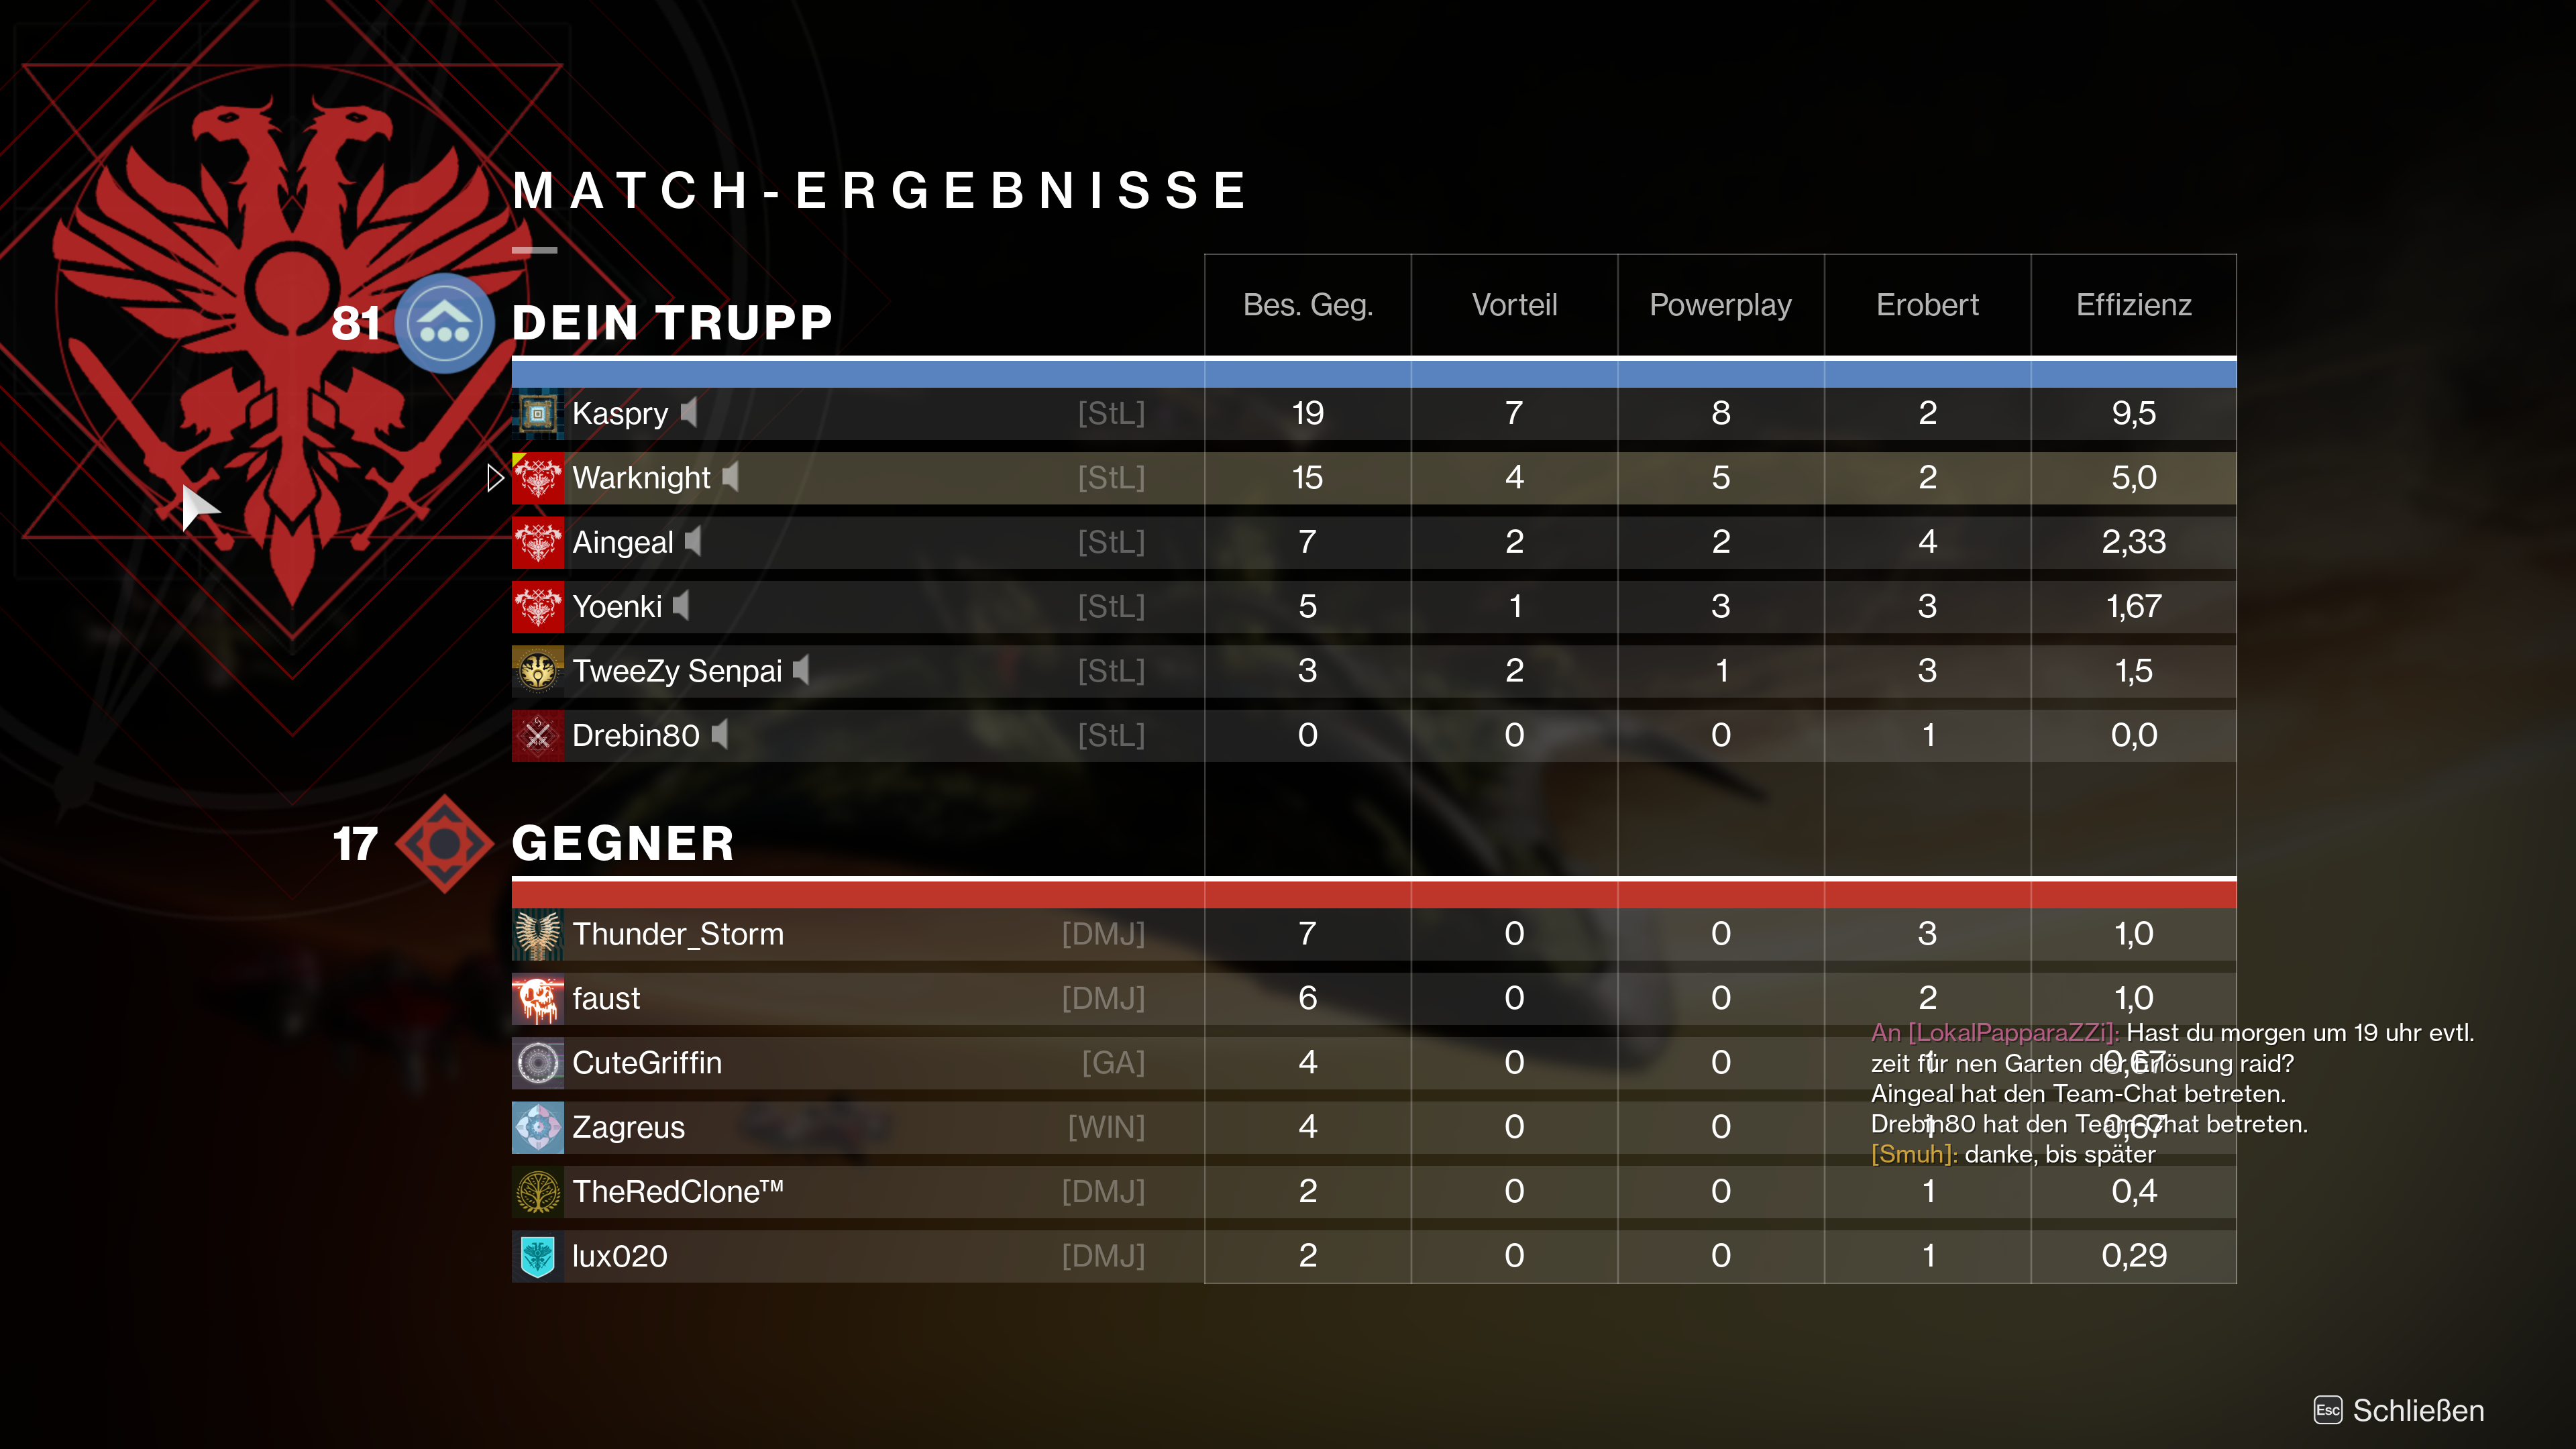 MATCH-ERGEBNISSE
81 DEIN TRUPP Bes. Geg. Vorteil Powerplay Erobert Effizienz
Kaspry [StL] 19 7 8 2 9,5
Warknight [StL] 15 4 5 2 5,0
Aingeal [StL] 7 2 2 4 2,33
Yoenki [StL] 5 1 3 3 1,67
TweeZy Senpai [StL] 3 2 1 3 1,5
Drebin80 [StL] 0 0 0 1 0,0
17 GEGNER
Thunder_Storm [DMJ] 7 0 0 3 1,0
faust [DMJ] 6 0 0 2 1,0
CuteGriffin [GA] 4 0 0 1 0,67
Zagreus [WIN] 4 0 0 1 0,67
TheRedClone™ [DMJ] 2 0 0 1 0,4
lux020 [DMJ] 2 0 0 1 0,29
An [LokalPapparaZZi]: Hast du morgen um 19 uhr evtl.
zeit für nen Garten der Erlösung raid?
Aingeal hat den Team-Chat betreten.
Drebin80 hat den Team-Chat betreten.
[Smuh]: danke, bis später
Esc Schließen